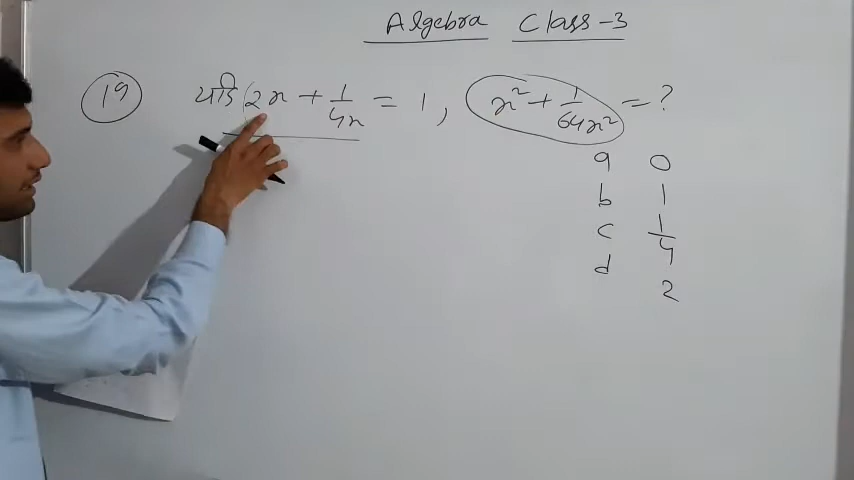 Algebra Class-3
19 यदि 2x + 1/4x = 1, x² + 1/64x² = ?
a 0
b 1
c 1/4
d 2